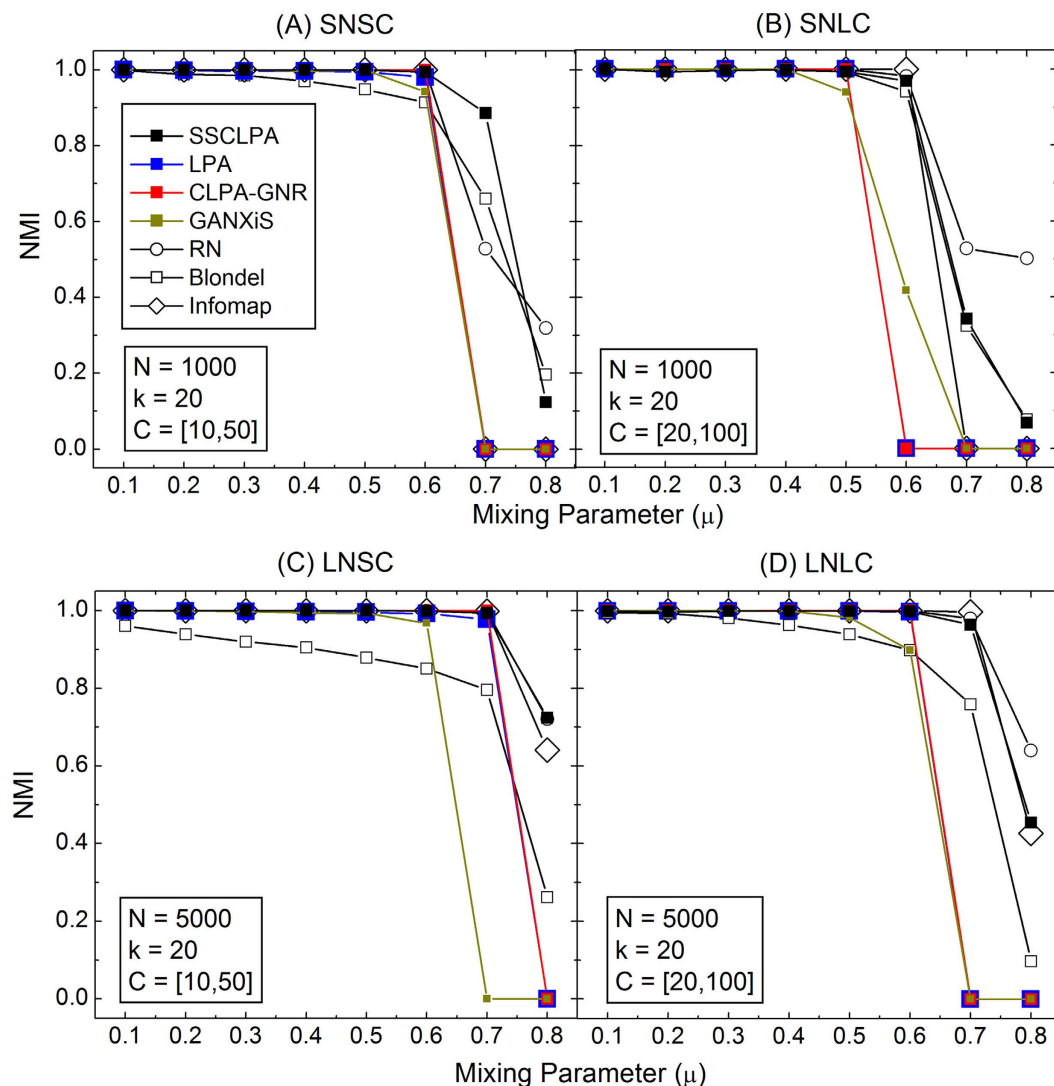 (A) SNSC
(B) SNLC
1.0
0.8
0.6
0.4
0.2
0.0
NMI
SSCLPA
LPA
CLPA-GNR
GANXiS
RN
Blondel
Infomap
N = 1000
k = 20
C = [10,50]
N = 1000
k = 20
C = [20,100]
0.1 0.2 0.3 0.4 0.5 0.6 0.7 0.8
0.1 0.2 0.3 0.4 0.5 0.6 0.7 0.8
Mixing Parameter (μ)
(C) LNSC
(D) LNLC
1.0
0.8
0.6
0.4
0.2
0.0
NMI
N = 5000
k = 20
C = [10,50]
N = 5000
k = 20
C = [20,100]
0.1 0.2 0.3 0.4 0.5 0.6 0.7 0.8
0.1 0.2 0.3 0.4 0.5 0.6 0.7 0.8
Mixing Parameter (μ)